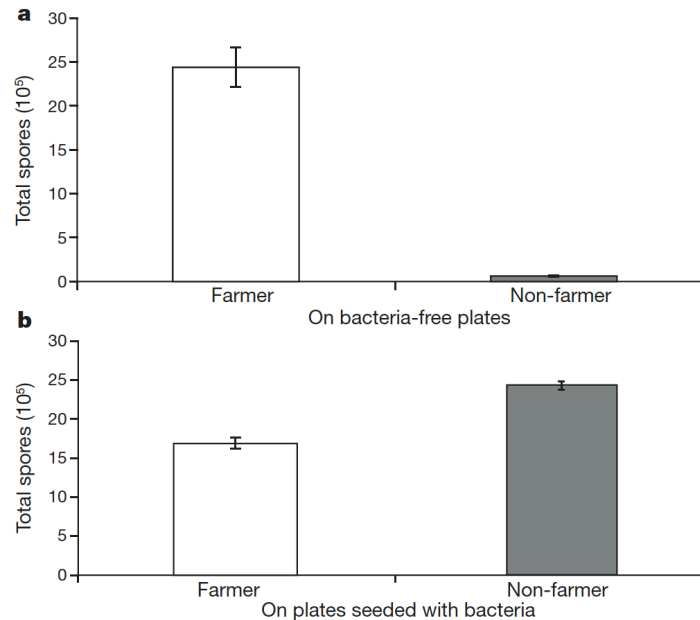 a
Total spores (10⁵)
30
25
20
15
10
5
0
Farmer
Non-farmer
On bacteria-free plates
b
Total spores (10⁵)
30
25
20
15
10
5
0
Farmer
Non-farmer
On plates seeded with bacteria